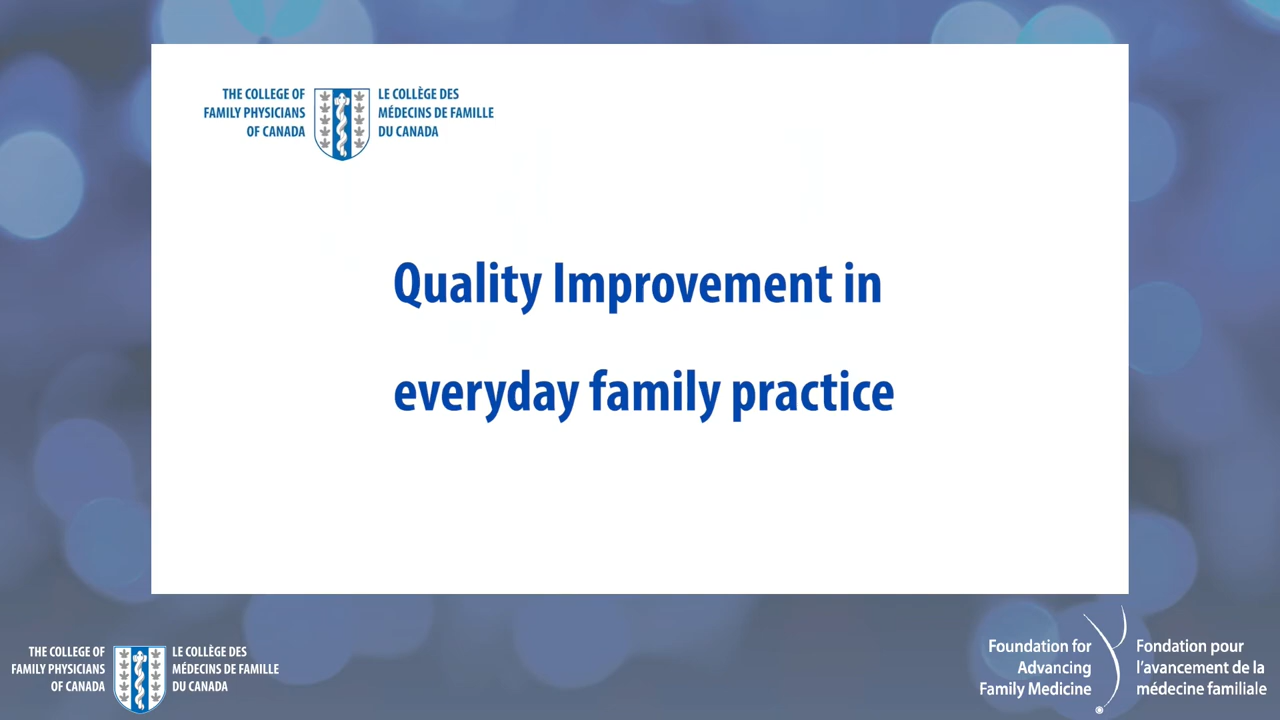 THE COLLEGE OF
FAMILY PHYSICIANS
OF CANADA
LE COLLÈGE DES
MÉDECINS DE FAMILLE
DU CANADA
Quality Improvement in
everyday family practice
THE COLLEGE OF
FAMILY PHYSICIANS
OF CANADA
LE COLLÈGE DES
MÉDECINS DE FAMILLE
DU CANADA
Foundation for
Advancing
Family Medicine
Fondation pour
l'avancement de la
médecine familiale